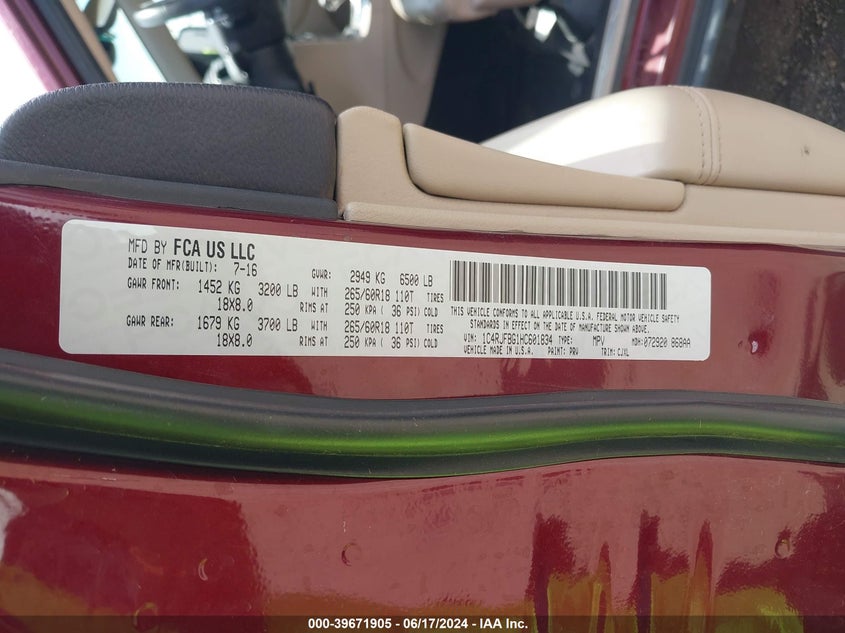 MFD BY FCA US LLC
DATE OF MFR(BUILT): 7-16 GVWR: 2949 KG 6500 LB
GAWR FRONT: 1452 KG 3200 LB WITH 265/60R18 110T TIRES
18X8.0 RIMS AT 250 KPA ( 36 PSI) COLD
GAWR REAR: 1679 KG 3700 LB WITH 265/60R18 110T TIRES
18X8.0 RIMS AT 250 KPA ( 36 PSI) COLD
THIS VEHICLE CONFORMS TO ALL APPLICABLE U.S.A. FEDERAL MOTOR VEHICLE SAFETY
STANDARDS IN EFFECT ON THE DATE OF MANUFACTURE SHOWN ABOVE.
VIN: 1C4RJFBG1HC601834 TYPE: MPV MDH: 072920 868AA
VEHICLE MADE IN U.S.A. PAINT: PRV TRIM: CJXL
000-39671905 / 06/17/2024 - IAA Inc.